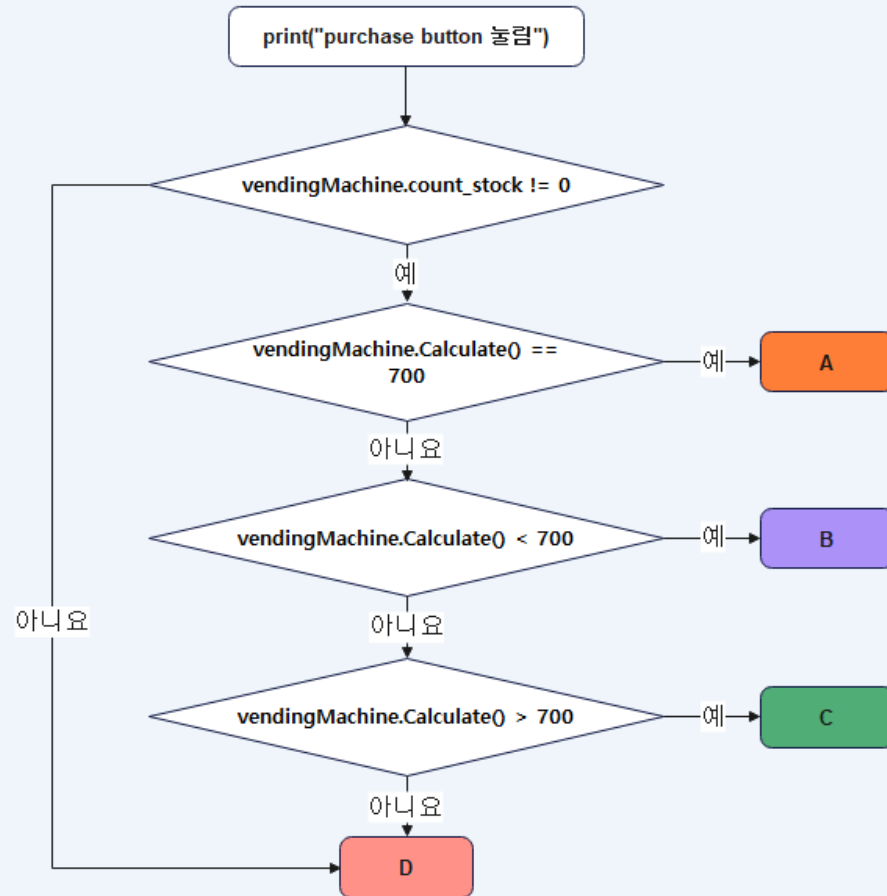 print("purchase button 눌림")
vendingMachine.count_stock != 0
예
vendingMachine.Calculate() ==
700
예
A
아니요
vendingMachine.Calculate() < 700
예
B
아니요
아니요
vendingMachine.Calculate() > 700
예
C
아니요
D